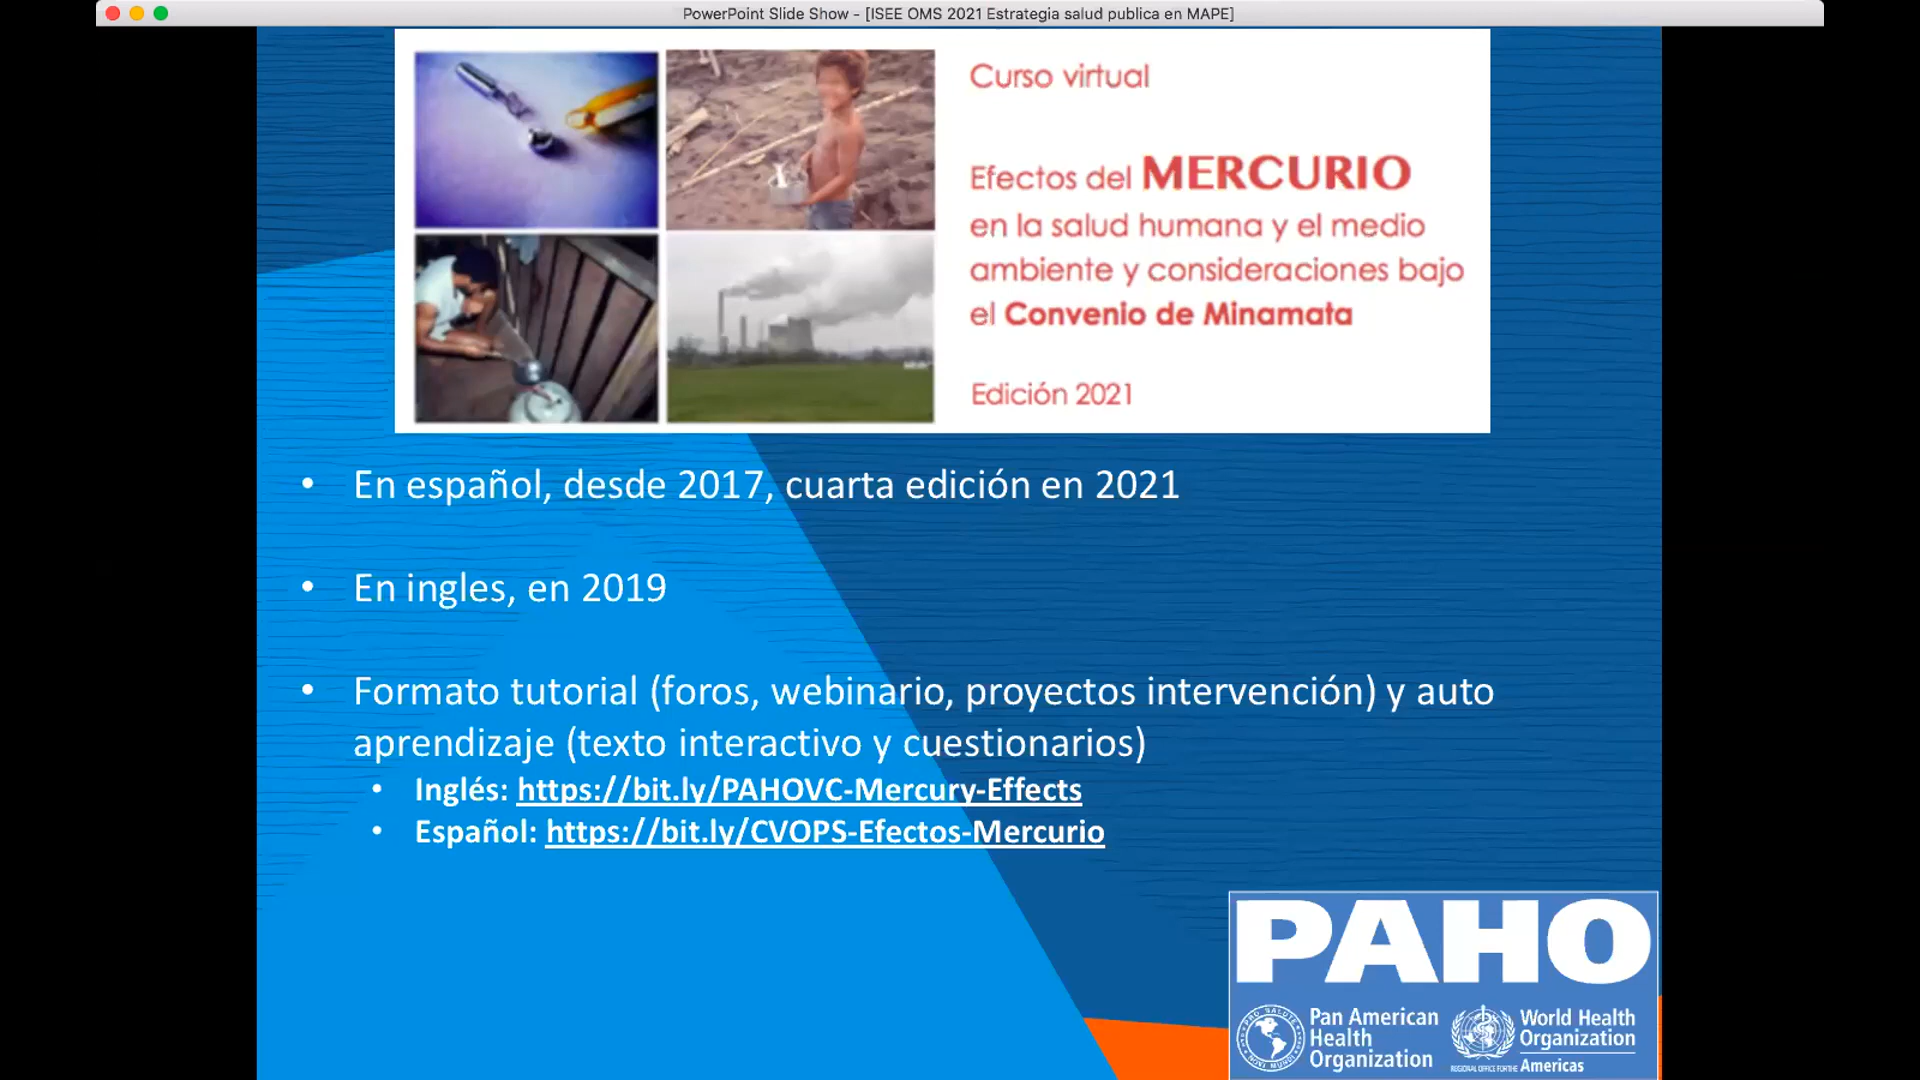 PowerPoint Slide Show - [ISEE OMS 2021 Estrategia salud publica en MAPE]
Curso virtual
Efectos del MERCURIO
en la salud humana y el medio
ambiente y consideraciones bajo
el Convenio de Minamata
Edición 2021
• En español, desde 2017, cuarta edición en 2021
• En ingles, en 2019
• Formato tutorial (foros, webinario, proyectos intervención) y auto
aprendizaje (texto interactivo y cuestionarios)
• Inglés: https://bit.ly/PAHOVC-Mercury-Effects
• Español: https://bit.ly/CVOPS-Efectos-Mercurio
PAHO
Pan American
Health
Organization
World Health
Organization
REGIONAL OFFICE FOR THE Americas